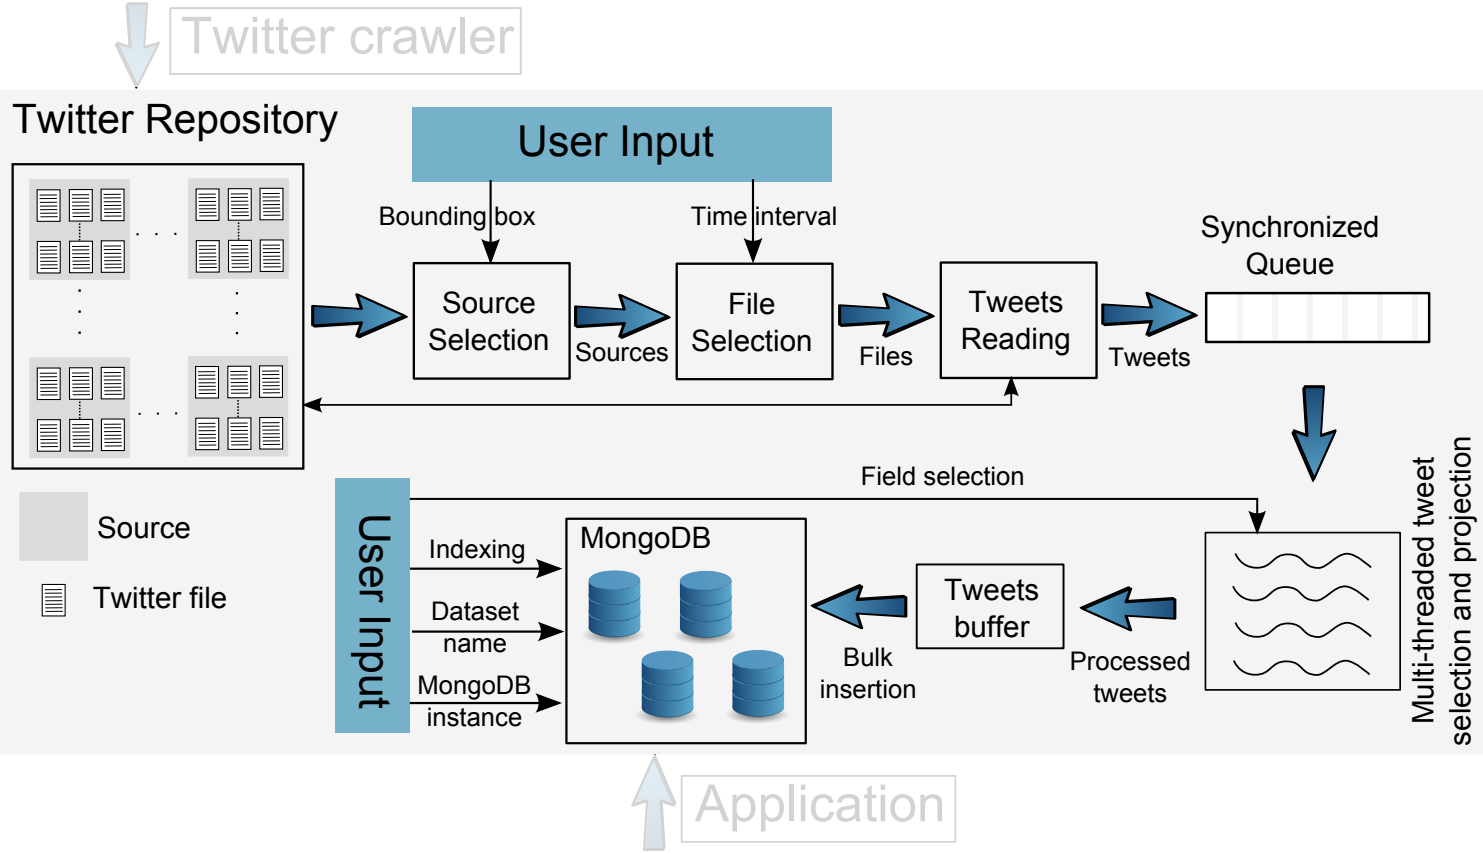 Twitter crawler
Twitter Repository
User Input
Bounding box
Time interval
Synchronized
Queue
Source
Selection
File
Selection
Tweets
Reading
Sources
Files
Tweets
Field selection
Source
Twitter file
User Input
Indexing
Dataset
name
MongoDB
instance
MongoDB
Bulk
insertion
Tweets
buffer
Processed
tweets
Multi-threaded tweet
selection and projection
Application